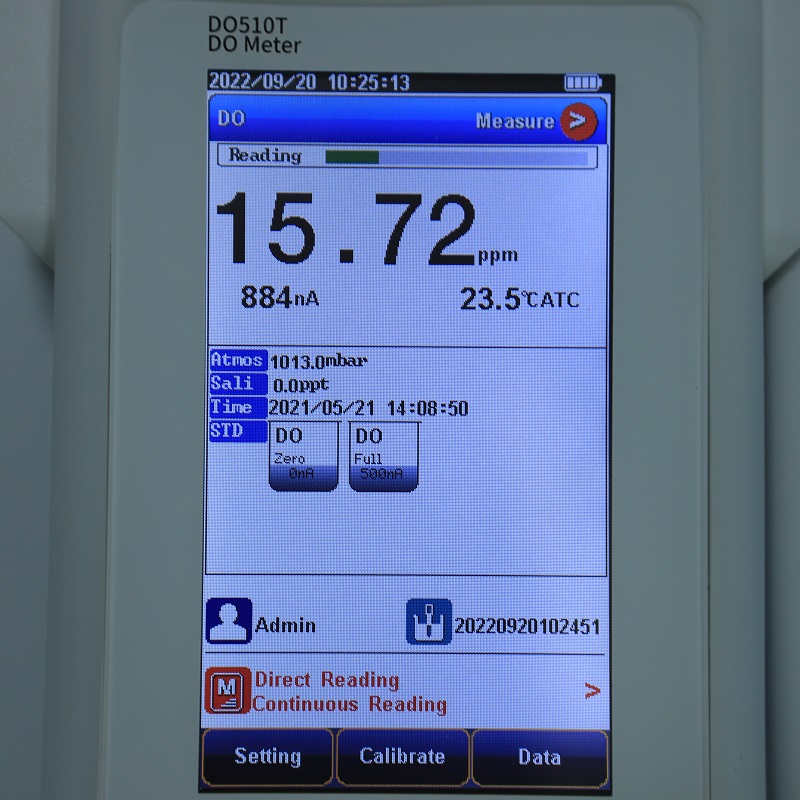 DO510T
DO Meter
2022/09/20 10:25:13
DO Measure >
Reading
15.72 ppm
884nA 23.5℃ ATC
Atmos 1013.0mbar
Sali 0.0ppt
Time 2021/05/21 14:08:50
STD DO DO
Zero Full
0nA 500nA
Admin 20220920102451
M Direct Reading >
Continuous Reading
Setting Calibrate Data